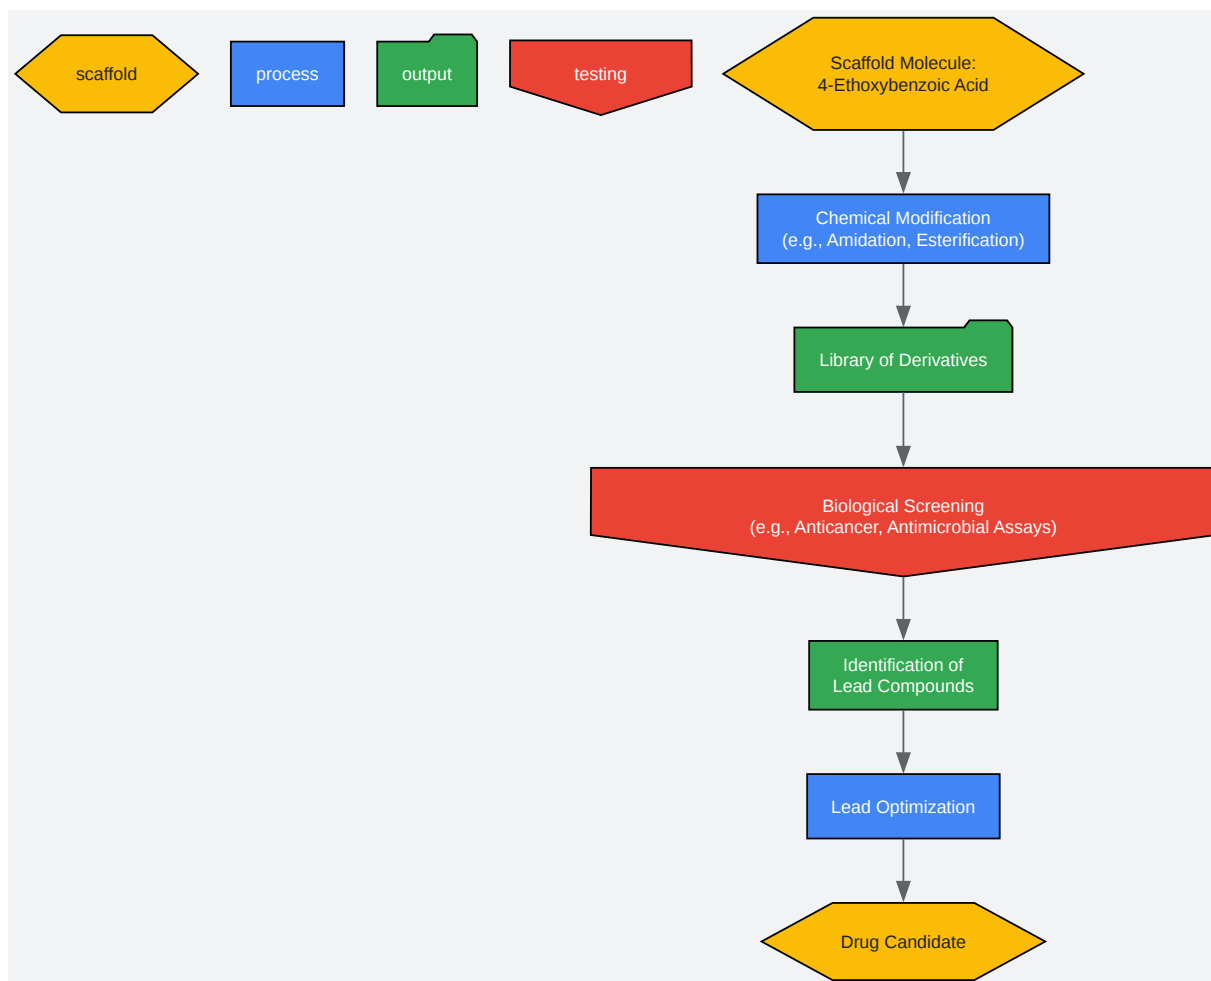 scaffold
process
output
testing
Scaffold Molecule:
4-Ethoxybenzoic Acid
Chemical Modification
(e.g., Amidation, Esterification)
Library of Derivatives
Biological Screening
(e.g., Anticancer, Antimicrobial Assays)
Identification of
Lead Compounds
Lead Optimization
Drug Candidate